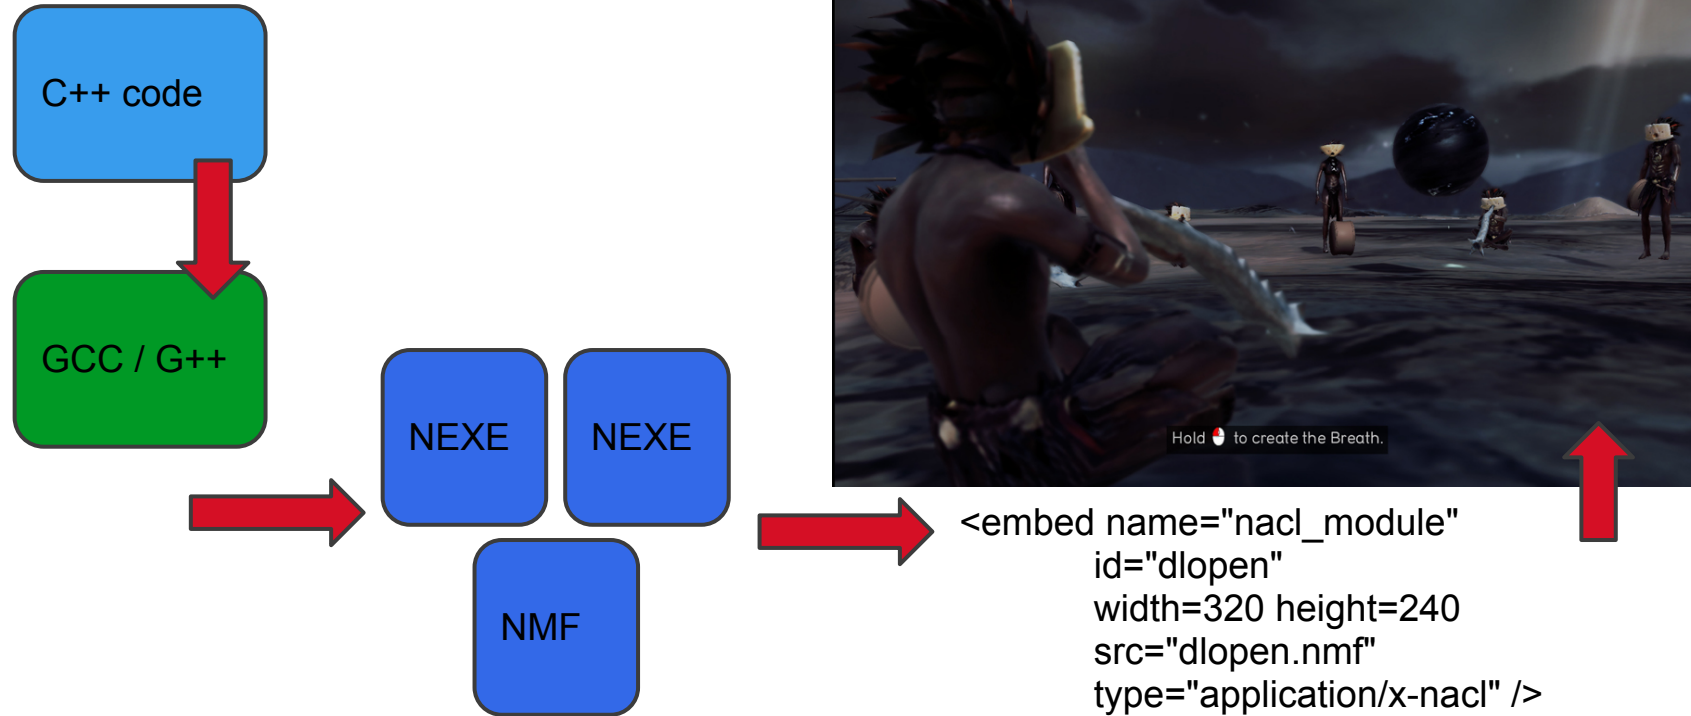 C++ code
GCC / G++
NEXE
NEXE
NMF
Hold to create the Breath.
<embed name="nacl_module"
id="dlopen"
width=320 height=240
src="dlopen.nmf"
type="application/x-nacl" />